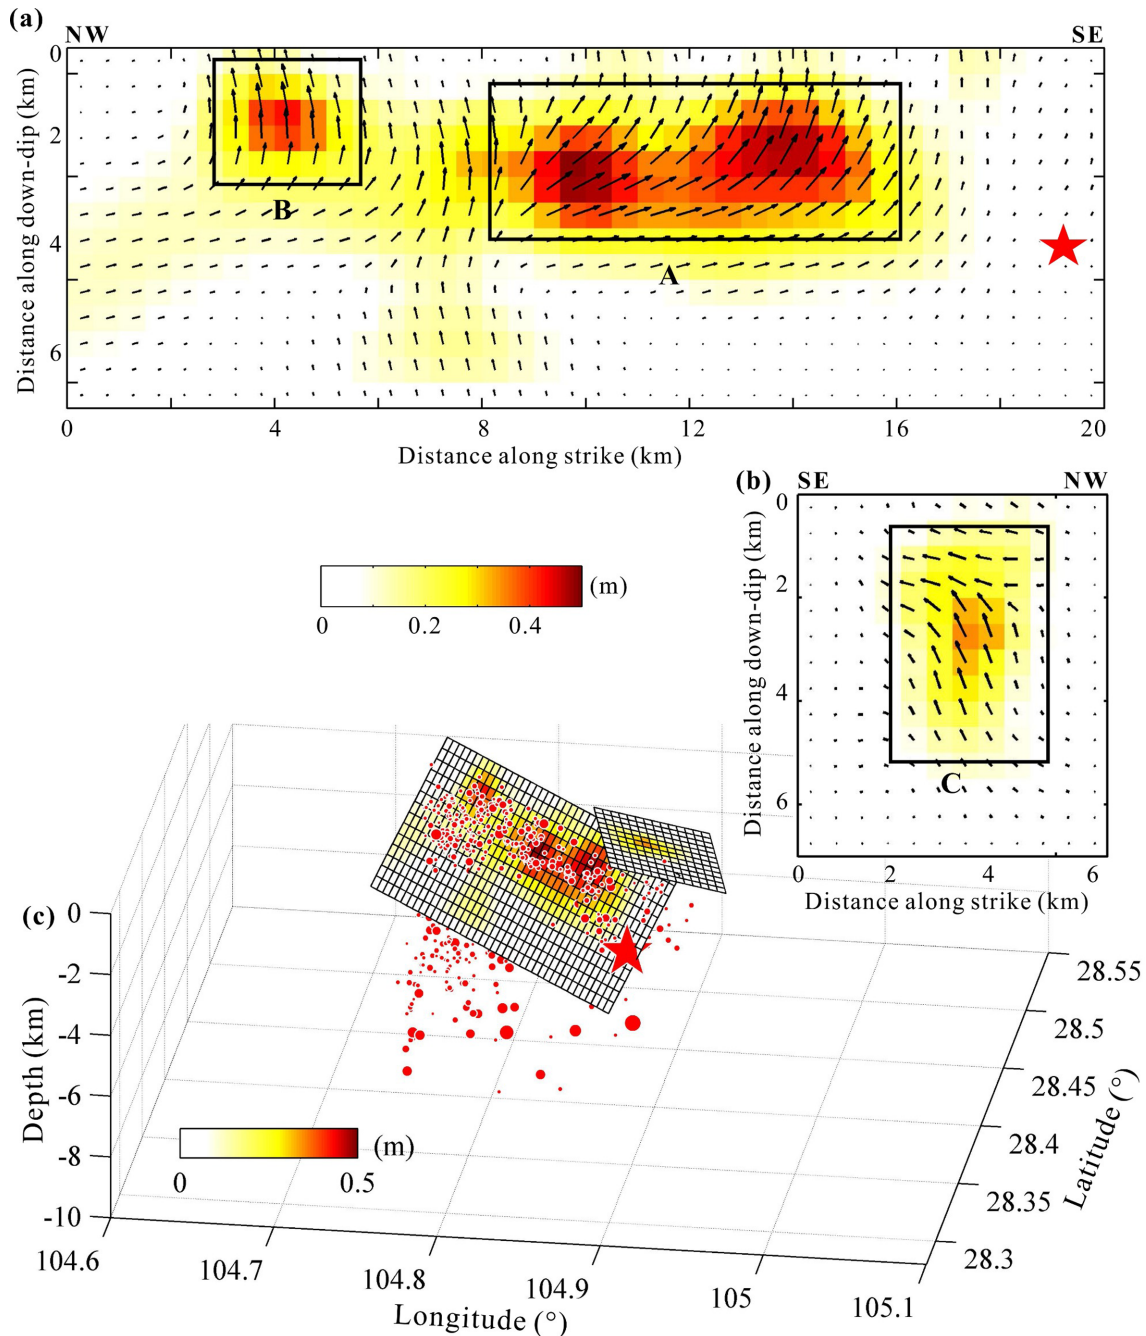 (a)
NW SE
0
2
4
6
Distance along down-dip (km)
B
A
0 4 8 12 16 20
Distance along strike (km)
(b) SE NW
0
2
4
6
Distance along down-dip (km)
C
0 2 4 6
Distance along strike (km)
(m)
0 0.2 0.4
(c)
0
-2
-4
-6
-8
-10
Depth (km)
(m)
0 0.5
104.6 104.7 104.8 104.9 105 105.1
Longitude (°)
28.55
28.5
28.45
28.4
28.35
28.3
Latitude (°)